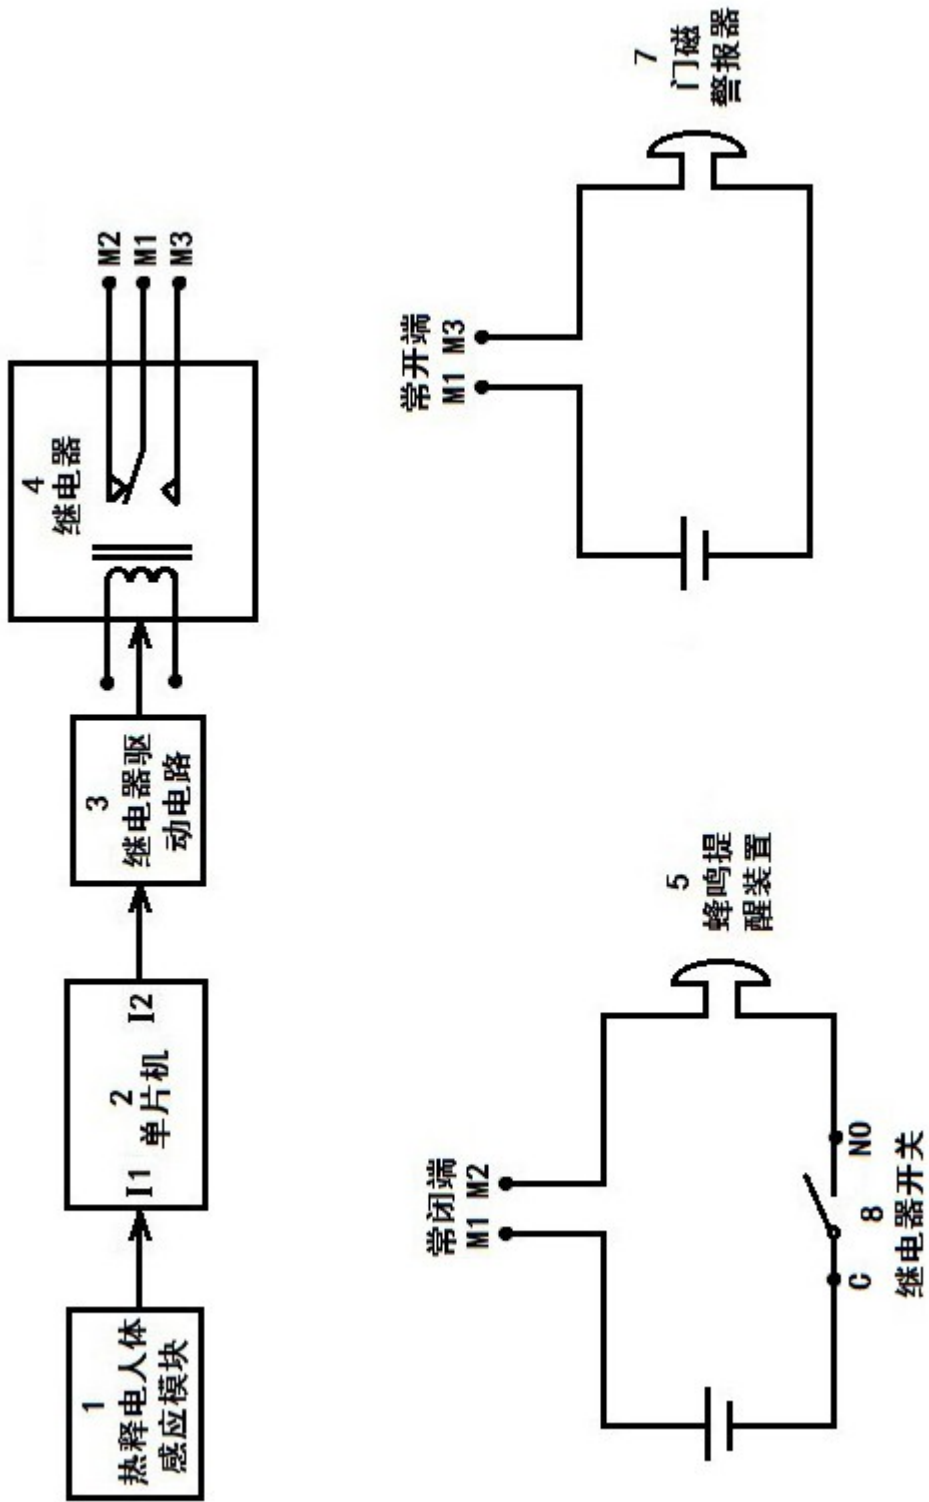 1
热释电人体
感应模块
I1
2
单片机
I2
3
继电器驱
动电路
4
继电器
M2
M1
M3
常闭端
M1 M2
5
蜂鸣提
醒装置
C
8
NO
继电器开关
常开端
M1 M3
7
门磁
警报器